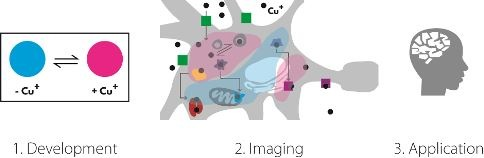 Cu⁺
- Cu⁺
+ Cu⁺
1. Development
2. Imaging
3. Application